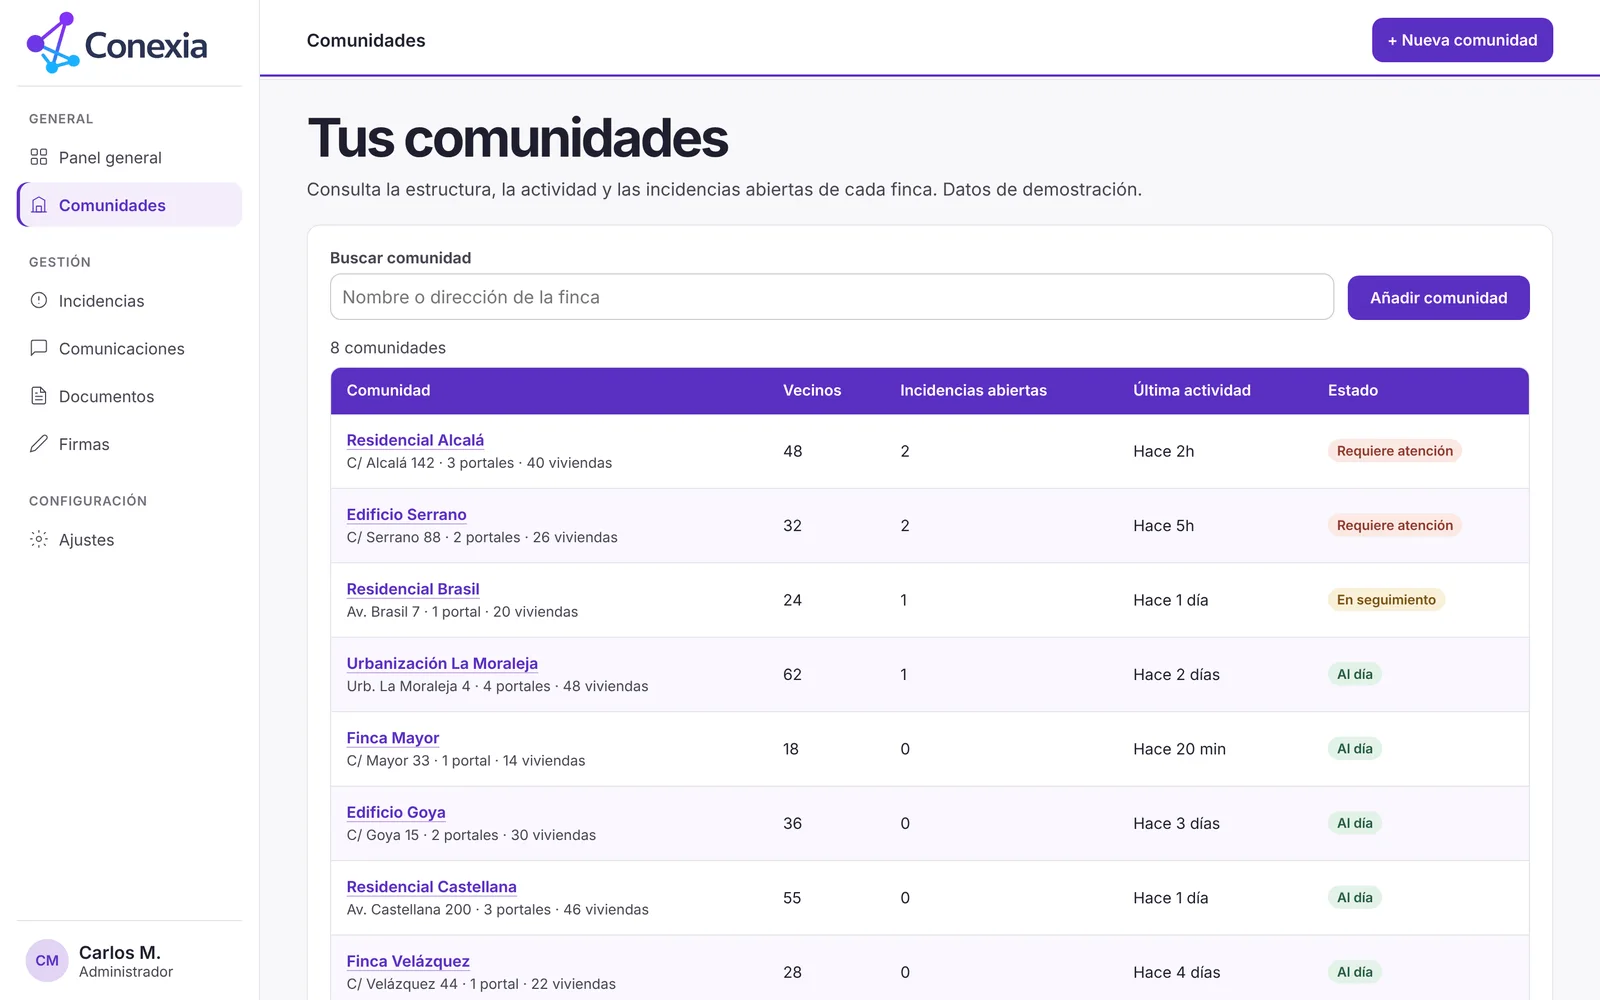 Conexia
GENERAL
Panel general
Comunidades
GESTIÓN
Incidencias
Comunicaciones
Documentos
Firmas
CONFIGURACIÓN
Ajustes
CM
Carlos M.
Administrador
Comunidades
+ Nueva comunidad
Tus comunidades
Consulta la estructura, la actividad y las incidencias abiertas de cada finca. Datos de demostración.
Buscar comunidad
Nombre o dirección de la finca
Añadir comunidad
8 comunidades
Comunidad Vecinos Incidencias abiertas Última actividad Estado
Residencial Alcalá
C/ Alcalá 142 · 3 portales · 40 viviendas
48 2 Hace 2h Requiere atención
Edificio Serrano
C/ Serrano 88 · 2 portales · 26 viviendas
32 2 Hace 5h Requiere atención
Residencial Brasil
Av. Brasil 7 · 1 portal · 20 viviendas
24 1 Hace 1 día En seguimiento
Urbanización La Moraleja
Urb. La Moraleja 4 · 4 portales · 48 viviendas
62 1 Hace 2 días Al día
Finca Mayor
C/ Mayor 33 · 1 portal · 14 viviendas
18 0 Hace 20 min Al día
Edificio Goya
C/ Goya 15 · 2 portales · 30 viviendas
36 0 Hace 3 días Al día
Residencial Castellana
Av. Castellana 200 · 3 portales · 46 viviendas
55 0 Hace 1 día Al día
Finca Velázquez
C/ Velázquez 44 · 1 portal · 22 viviendas
28 0 Hace 4 días Al día